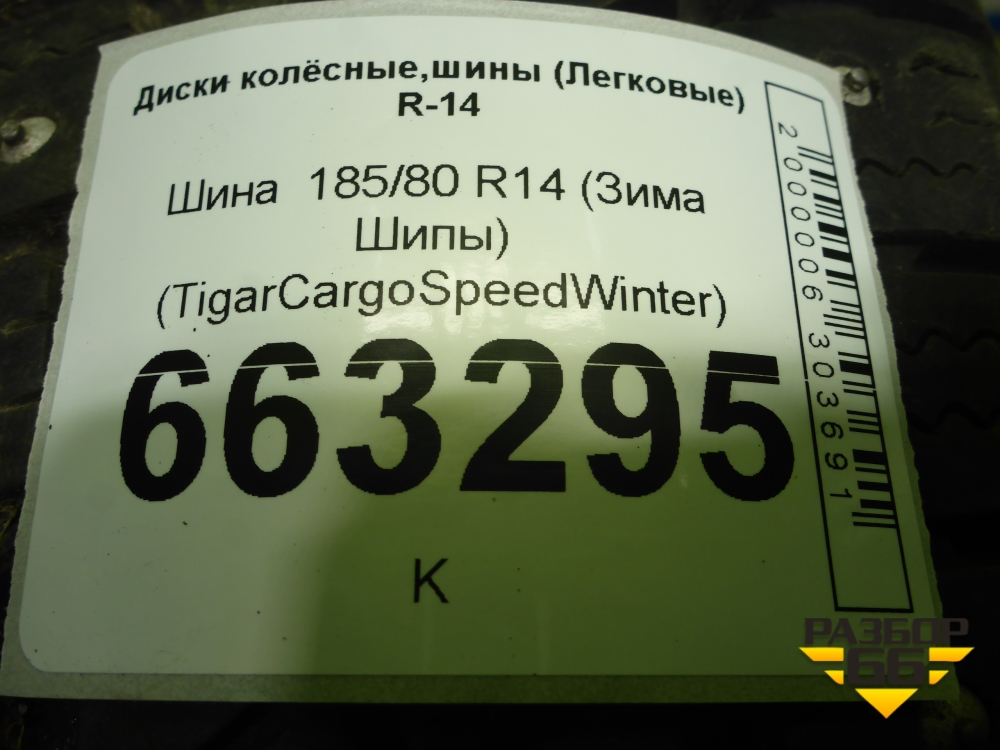 Диски колёсные,шины (Легковые)
R-14
Шина 185/80 R14 (Зима
Шипы)
(TigarCargoSpeedWinter)
663295
К
2000006303691
РАЗБОР
66